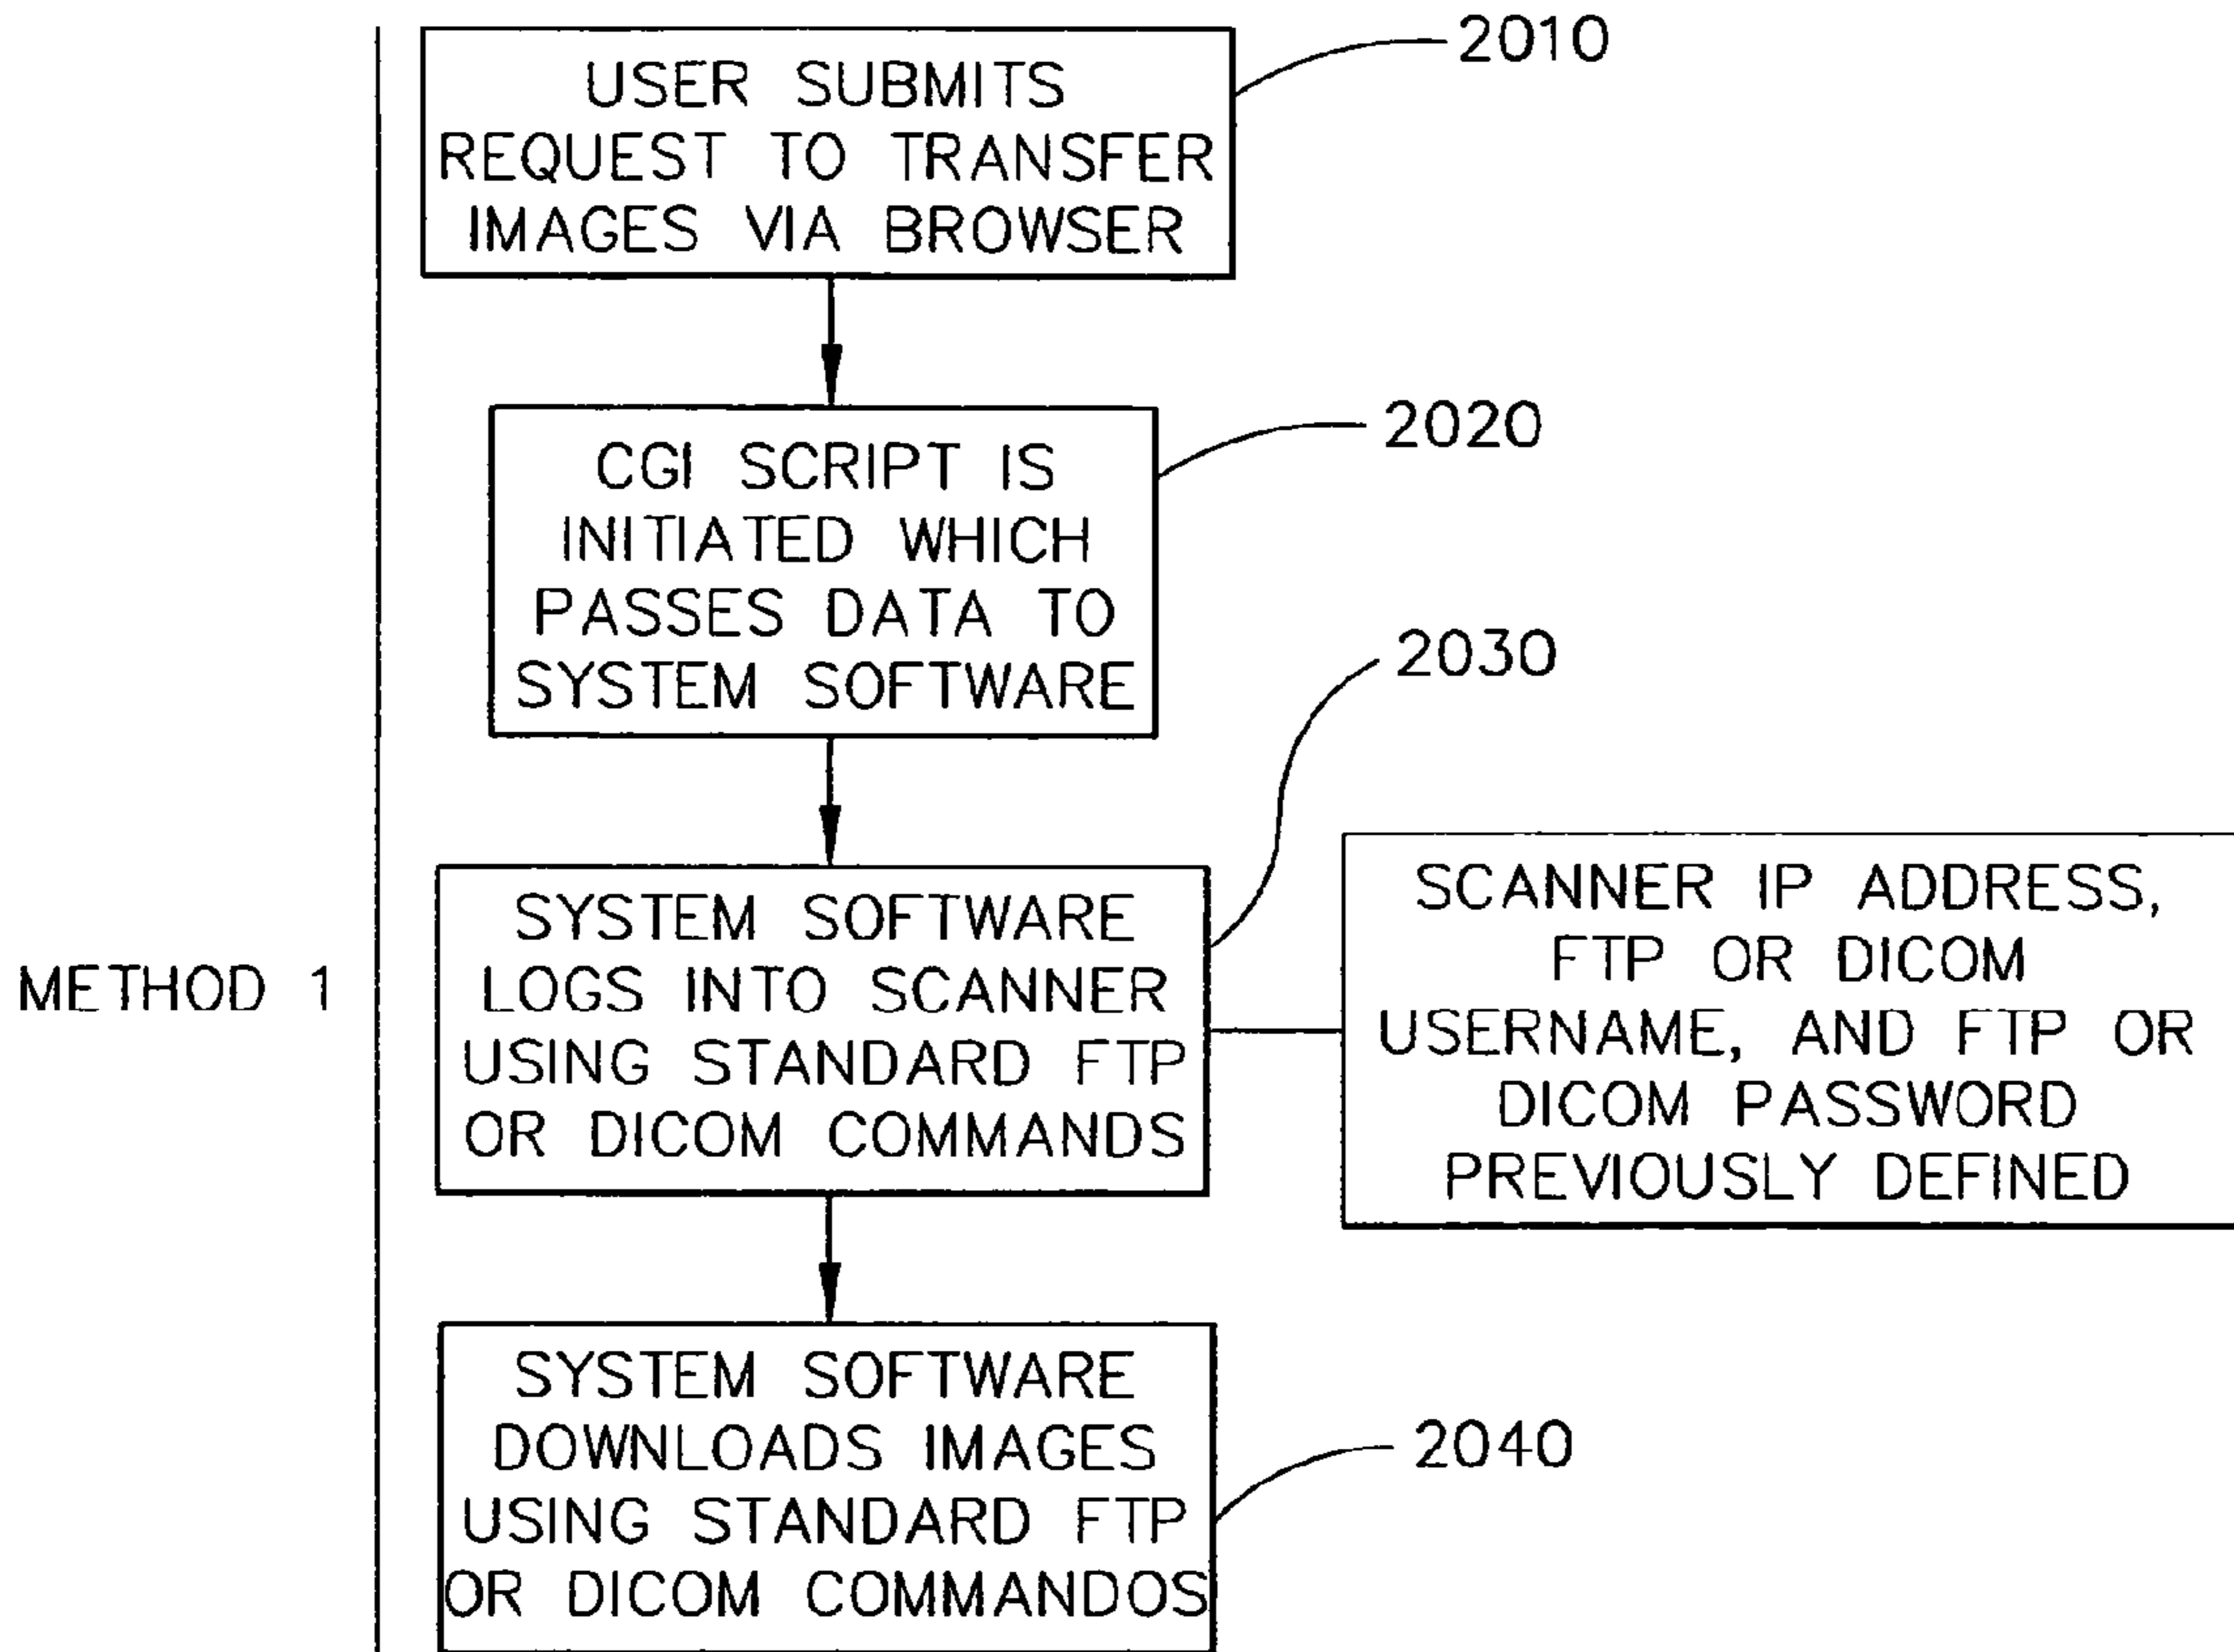 USER SUBMITS
REQUEST TO TRANSFER
IMAGES VIA BROWSER
2010
CGI SCRIPT IS
INITIATED WHICH
PASSES DATA TO
SYSTEM SOFTWARE
2020
METHOD 1
SYSTEM SOFTWARE
LOGS INTO SCANNER
USING STANDARD FTP
OR DICOM COMMANDS
2030
SCANNER IP ADDRESS,
FTP OR DICOM
USERNAME, AND FTP OR
DICOM PASSWORD
PREVIOUSLY DEFINED
SYSTEM SOFTWARE
DOWNLOADS IMAGES
USING STANDARD FTP
OR DICOM COMMANDOS
2040